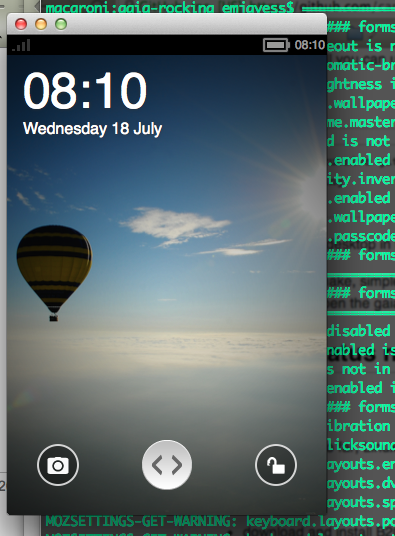 macaroni:gaia-rocking emjayess$
### forms
eout is n
omatic-br
ghtness i
.wallpape
me.master
d is not
.enabled
ity.inver
.enabled
.wallpape
.passcode
### forms
### forms
disabled
nabled is
s not in
enabled i
### forms
ibration
licksound
ayouts.en
ayouts.dv
ayouts.sp
MOZSETTINGS-GET-WARNING: keyboard.layouts.po
08:10
08:10
Wednesday 18 July